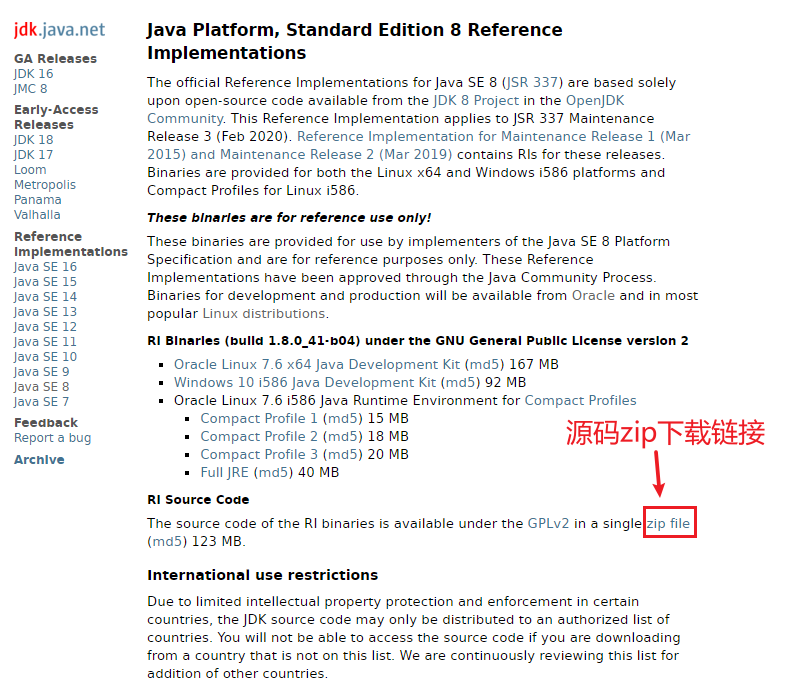 jdk.java.net
GA Releases
JDK 16
JMC 8
Early-Access
Releases
JDK 18
JDK 17
Loom
Metropolis
Panama
Valhalla
Reference
Implementations
Java SE 16
Java SE 15
Java SE 14
Java SE 13
Java SE 12
Java SE 11
Java SE 10
Java SE 9
Java SE 8
Java SE 7
Feedback
Report a bug
Archive
Java Platform, Standard Edition 8 Reference
Implementations
The official Reference Implementations for Java SE 8 (JSR 337) are based solely
upon open-source code available from the JDK 8 Project in the OpenJDK
Community. This Reference Implementation applies to JSR 337 Maintenance
Release 3 (Feb 2020). Reference Implementation for Maintenance Release 1 (Mar
2015) and Maintenance Release 2 (Mar 2019) contains RIs for these releases.
Binaries are provided for both the Linux x64 and Windows i586 platforms and
Compact Profiles for Linux i586.
These binaries are for reference use only!
These binaries are provided for use by implementers of the Java SE 8 Platform
Specification and are for reference purposes only. These Reference
Implementations have been approved through the Java Community Process.
Binaries for development and production will be available from Oracle and in most
popular Linux distributions.
RI Binaries (build 1.8.0_41-b04) under the GNU General Public License version 2
Oracle Linux 7.6 x64 Java Development Kit (md5) 167 MB
Windows 10 i586 Java Development Kit (md5) 92 MB
Oracle Linux 7.6 i586 Java Runtime Environment for Compact Profiles
Compact Profile 1 (md5) 15 MB
Compact Profile 2 (md5) 18 MB
Compact Profile 3 (md5) 20 MB
Full JRE (md5) 40 MB
源码zip下载链接
RI Source Code
The source code of the RI binaries is available under the GPLv2 in a single zip file
(md5) 123 MB.
International use restrictions
Due to limited intellectual property protection and enforcement in certain
countries, the JDK source code may only be distributed to an authorized list of
countries. You will not be able to access the source code if you are downloading
from a country that is not on this list. We are continuously reviewing this list for
addition of other countries.